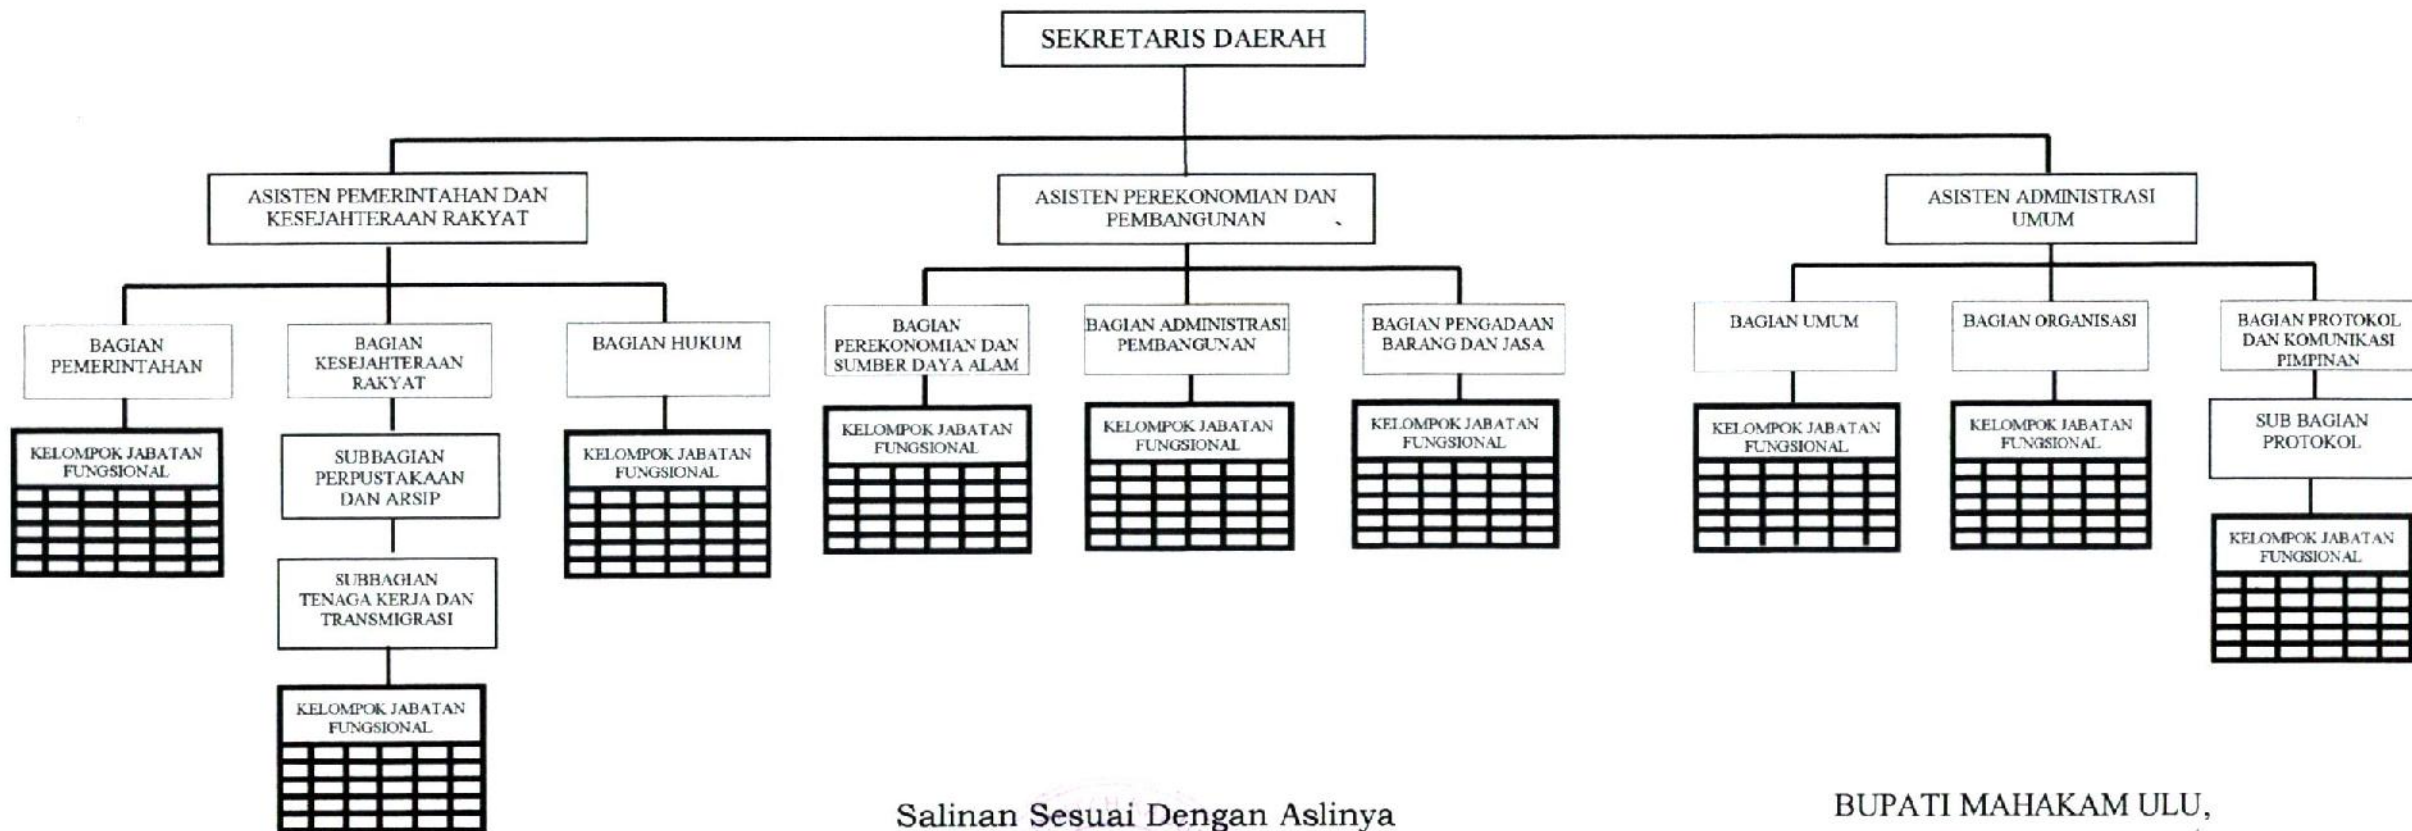 SEKRETARIS DAERAH
ASISTEN PEMERINTAHAN DAN
KESEJAHTERAAN RAKYAT
ASISTEN PEREKONOMIAN DAN
PEMBANGUNAN
ASISTEN ADMINISTRASI
UMUM
BAGIAN
PEMERINTAHAN
BAGIAN
KESEJAHTERAAN
RAKYAT
BAGIAN HUKUM
BAGIAN
PEREKONOMIAN DAN
SUMBER DAYA ALAM
BAGIAN ADMINISTRASI
PEMBANGUNAN
BAGIAN PENGADAAN
BARANG DAN JASA
BAGIAN UMUM
BAGIAN ORGANISASI
BAGIAN PROTOKOL
DAN KOMUNIKASI
PIMPINAN
KELOMPOK JABATAN
FUNGSIONAL
SUBBAGIAN
PERPUSTAKAAN
DAN ARSIP
KELOMPOK JABATAN
FUNGSIONAL
KELOMPOK JABATAN
FUNGSIONAL
KELOMPOK JABATAN
FUNGSIONAL
KELOMPOK JABATAN
FUNGSIONAL
KELOMPOK JABATAN
FUNGSIONAL
KELOMPOK JABATAN
FUNGSIONAL
SUB BAGIAN
PROTOKOL
SUBBAGIAN
TENAGA KERJA DAN
TRANSMIGRASI
KELOMPOK JABATAN
FUNGSIONAL
KELOMPOK JABATAN
FUNGSIONAL
Salinan Sesuai Dengan Aslinya
BUPATI MAHAKAM ULU,